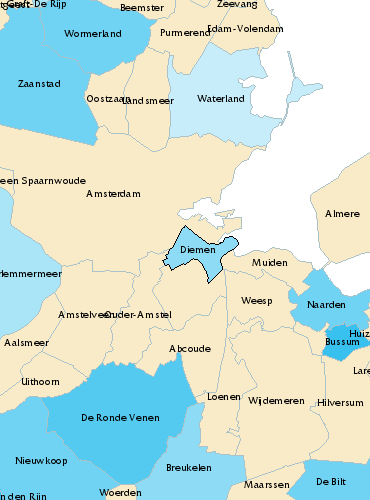 Graft-De Rijp
Beemster
Zeevang
Wormerland
Purmerend
Edam-Volendam
Zaanstad
Oostzaan
Landsmeer
Waterland
een Spaarnwoude
Amsterdam
Almere
Diemen
Muiden
lemmermeer
Weesp
Naarden
Amstelveen
Ouder-Amstel
Huiz
Aalsmeer
Abcoude
Bussum
Uithoorn
Lare
Loenen
Wijdemeren
Hilversum
De Ronde Venen
Nieuwkoop
Breukelen
De Bilt
Maarssen
n den Rijn
Woerden